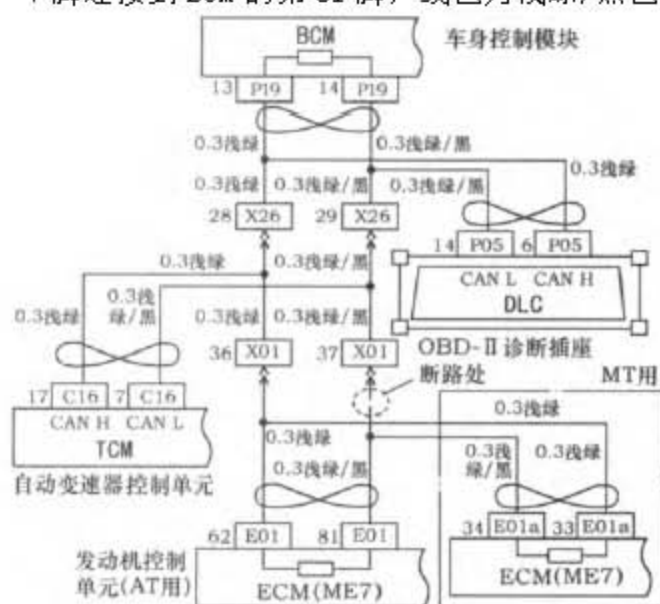 BCM
车身控制模块
13 P19 14 P19
0.3浅绿 0.3浅绿/黑
0.3浅绿 0.3浅绿/黑 0.3浅绿/黑 0.3浅绿
28 X26 29 X26
14 P05 6 P05
CAN L CAN H
DLC
OBD-Ⅱ诊断插座
0.3浅绿 0.3浅绿/黑
0.3浅绿 0.3浅绿/黑 0.3浅绿 0.3浅绿/黑
36 X01 37 X01
断路处
MT用
17 C16 7 C16
CAN H CAN L
TCM
自动变速器控制单元
0.3浅绿
0.3浅绿 0.3浅绿/黑 0.3浅绿
0.3浅绿/黑
62 E01 81 E01
34 E01a 33 E01a
发动机控制
单元(AT用)
ECM(ME7)
ECM(ME7)